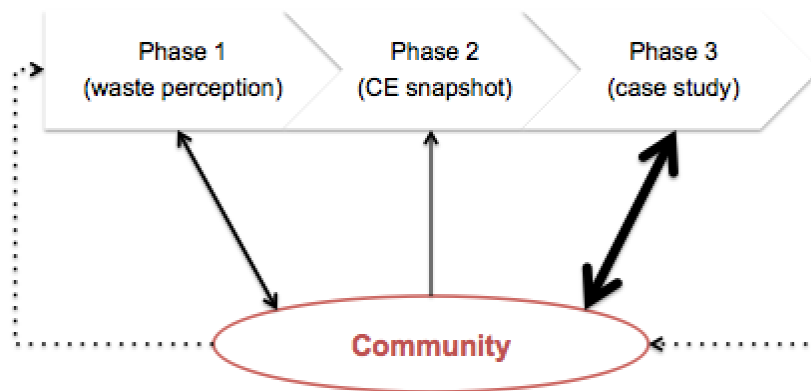 Phase 1
(waste perception)
Phase 2
(CE snapshot)
Phase 3
(case study)
Community